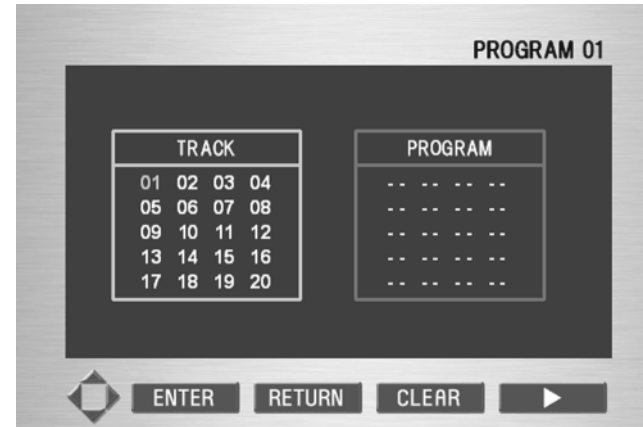 PROGRAM 01
TRACK
01 02 03 04
05 06 07 08
09 10 11 12
13 14 15 16
17 18 19 20
PROGRAM
-- -- -- --
-- -- -- --
-- -- -- --
-- -- -- --
-- -- -- --
ENTER RETURN CLEAR